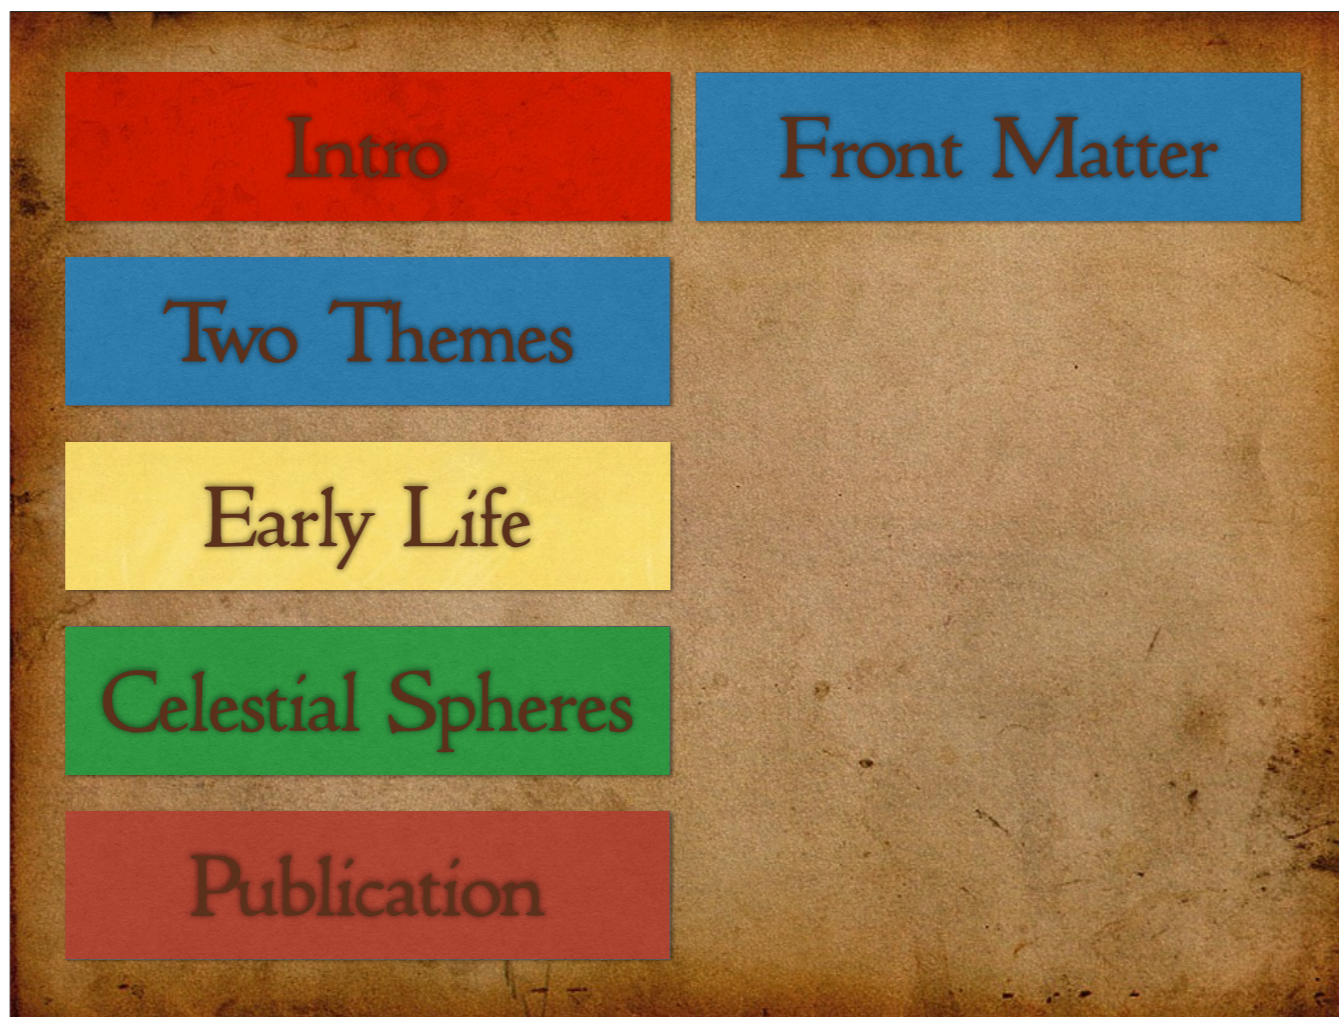 Intro
Two Themes
Early Life
Celestial Spheres
Publication
Front Matter